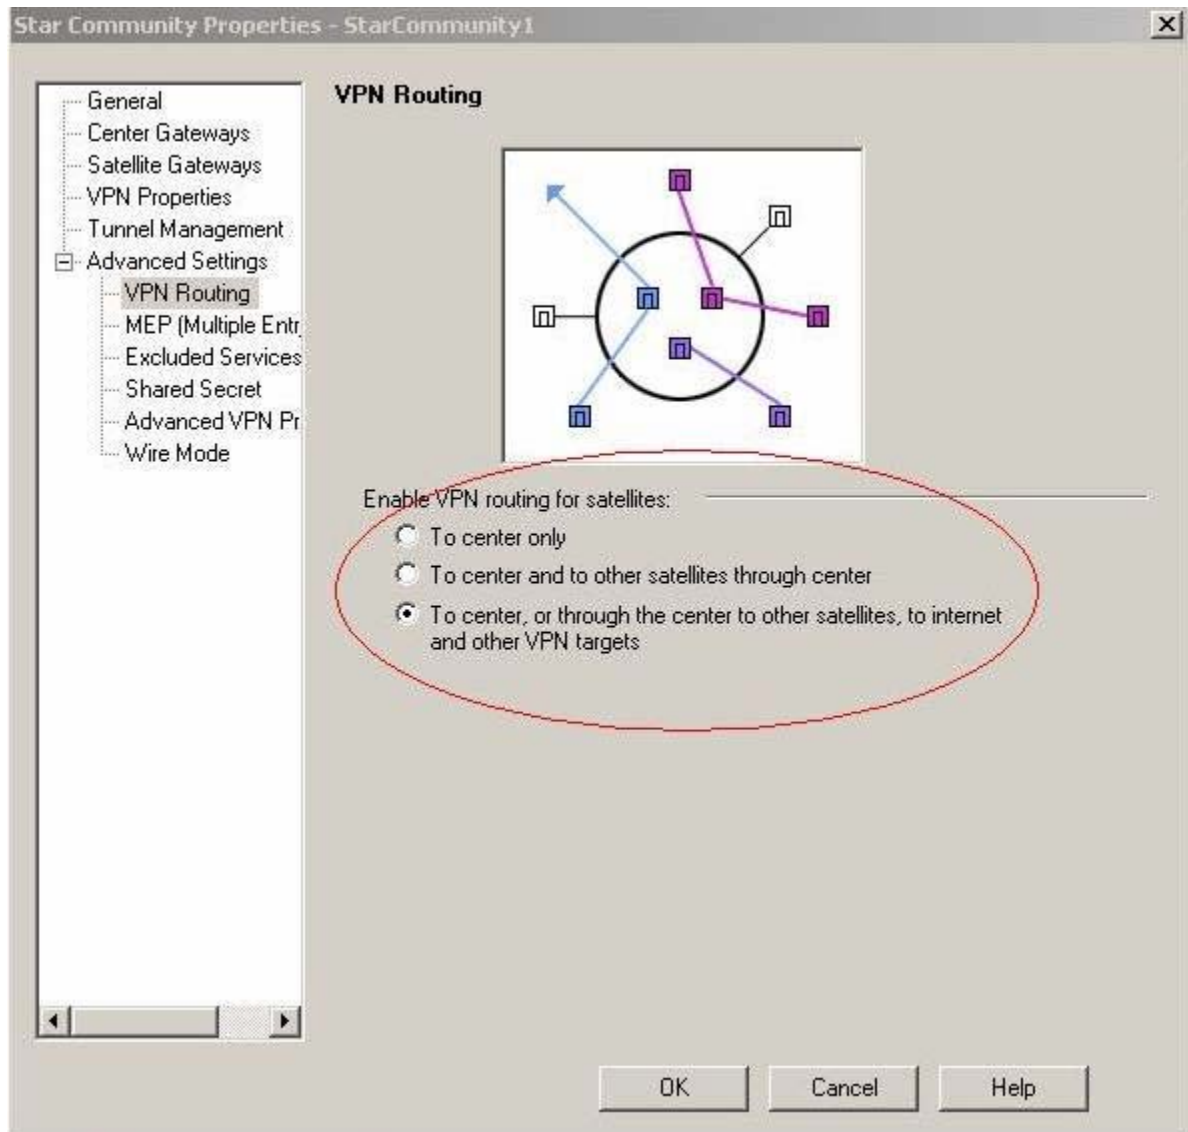 Star Community Properties - StarCommunity1
General
Center Gateways
Satellite Gateways
VPN Properties
Tunnel Management
Advanced Settings
VPN Routing
MEP (Multiple Entr
Excluded Services
Shared Secret
Advanced VPN Pr
Wire Mode
VPN Routing
Enable VPN routing for satellites:
To center only
To center and to other satellites through center
To center, or through the center to other satellites, to internet
and other VPN targets
OK
Cancel
Help